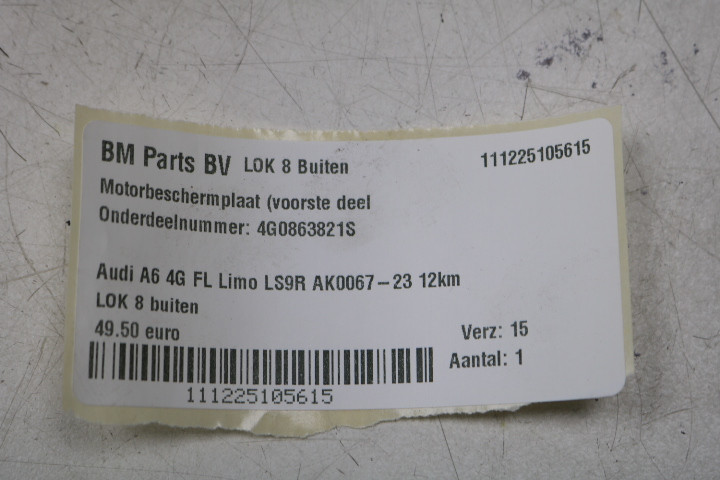 BM Parts BV LOK 8 Buiten 111225105615
Motorbeschermplaat (voorste deel
Onderdeelnummer: 4G0863821S
Audi A6 4G FL Limo LS9R AK0067-23 12km
LOK 8 buiten
49.50 euro Verz: 15
Aantal: 1
111225105615